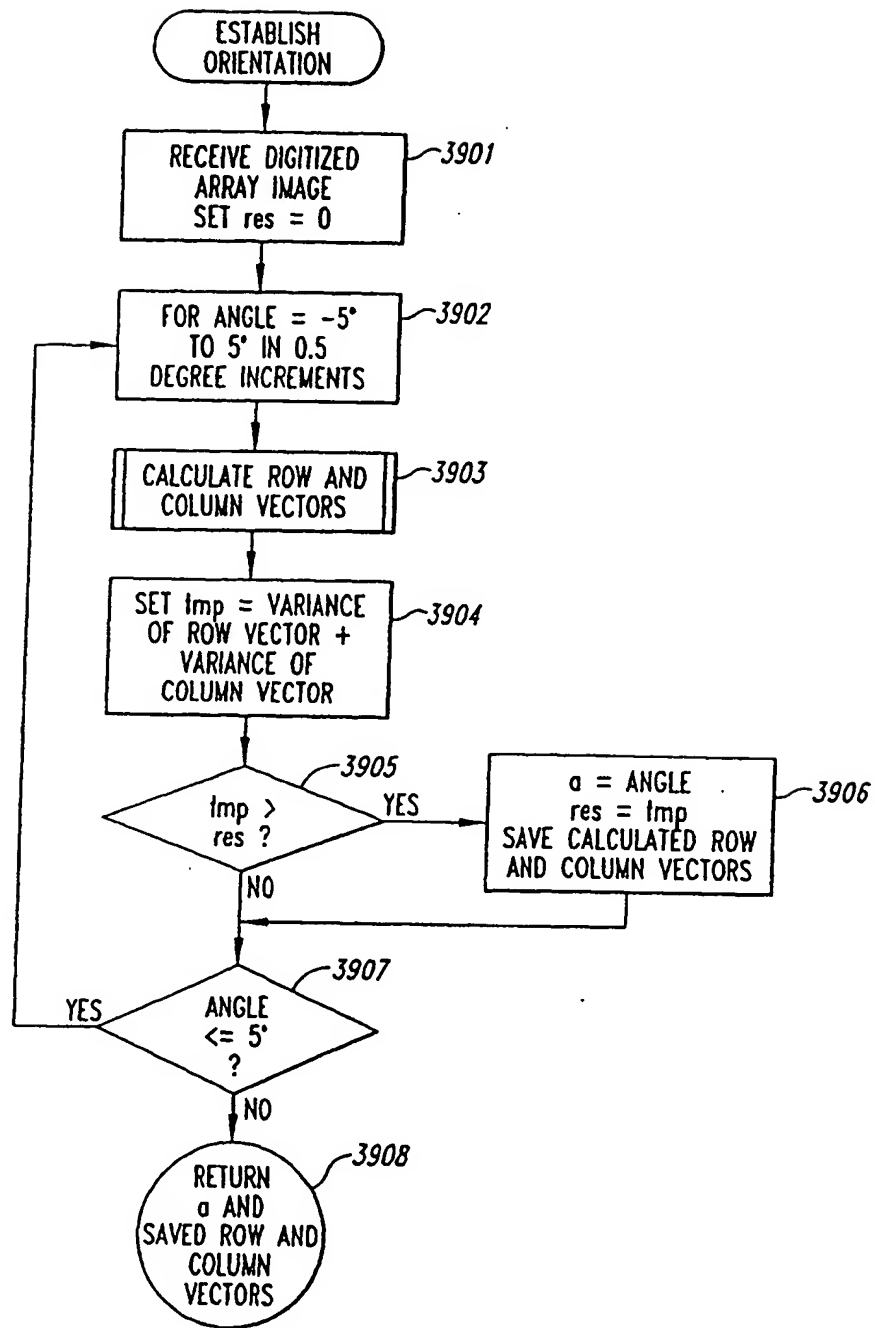 ESTABLISH
ORIENTATION
RECEIVE DIGITIZED
ARRAY IMAGE
SET res = 0
3901
FOR ANGLE = -5°
TO 5° IN 0.5
DEGREE INCREMENTS
3902
CALCULATE ROW AND
COLUMN VECTORS
3903
SET tmp = VARIANCE
OF ROW VECTOR +
VARIANCE OF
COLUMN VECTOR
3904
tmp >
res ?
3905
YES
NO
a = ANGLE
res = tmp
SAVE CALCULATED ROW
AND COLUMN VECTORS
3906
ANGLE
<= 5°
?
3907
YES
NO
RETURN
a AND
SAVED ROW AND
COLUMN
VECTORS
3908